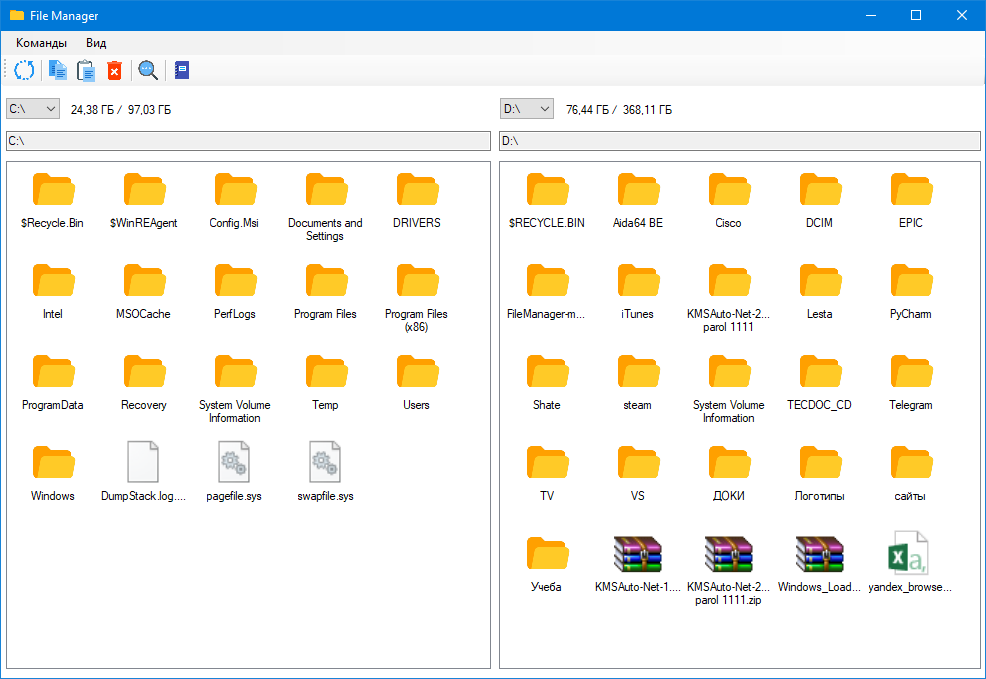 File Manager
Команды Вид
C:\ 24,38 ГБ / 97,03 ГБ
D:\ 76,44 ГБ / 368,11 ГБ
C:\
D:\
$Recycle.Bin $WinREAgent Config.Msi Documents and DRIVERS
Settings
Intel MSOCache PerfLogs Program Files Program Files
(x86)
ProgramData Recovery System Volume Temp Users
Information
Windows DumpStack.log.... pagefile.sys swapfile.sys
$RECYCLE.BIN Aida64 BE Cisco DCIM EPIC
FileManager-m... iTunes KMSAuto-Net-2... Lesta PyCharm
parol 1111
Shate steam System Volume TECDOC_CD Telegram
Information
TV VS ДОКИ Логотипы сайты
Учеба KMSAuto-Net-1.... KMSAuto-Net-2... Windows_Load... yandex_browse...
parol 1111.zip